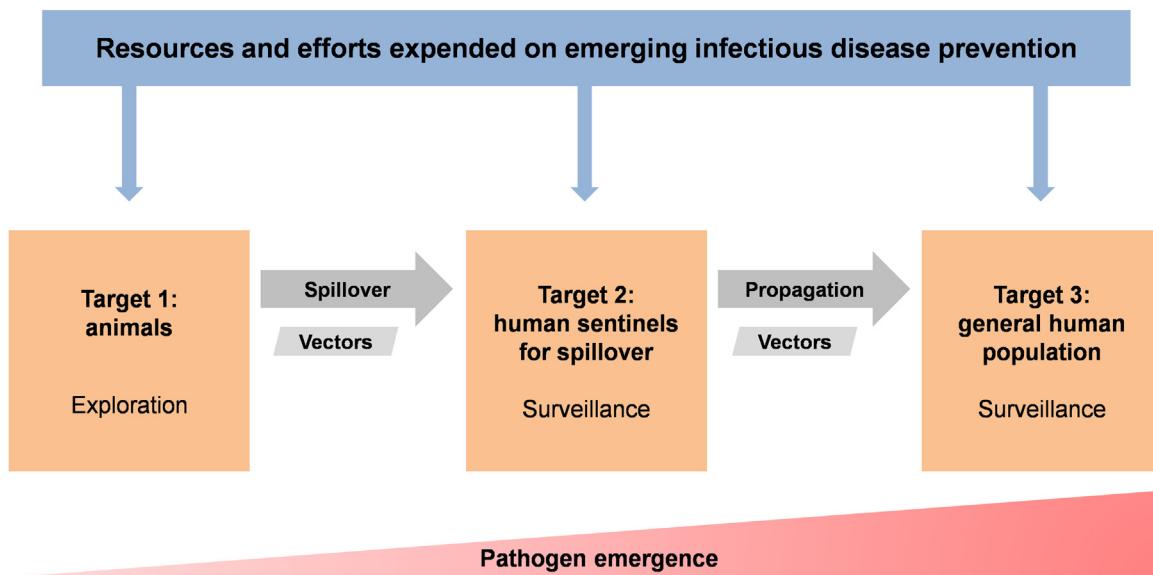 Resources and efforts expended on emerging infectious disease prevention
Target 1:
animals
Exploration
Spillover
Vectors
Target 2:
human sentinels
for spillover
Surveillance
Propagation
Vectors
Target 3:
general human
population
Surveillance
Pathogen emergence